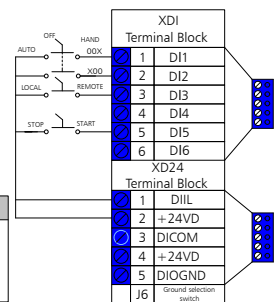 XDI
Terminal Block
OFF
AUTO
HAND
00X
1 DI1
X00
2 DI2
LOCAL
REMOTE
3 DI3
4 DI4
STOP
START
5 DI5
6 DI6
XD24
Terminal Block
1 DIIL
2 +24VD
3 DICOM
4 +24VD
5 DIOGND
J6 Ground selection
switch